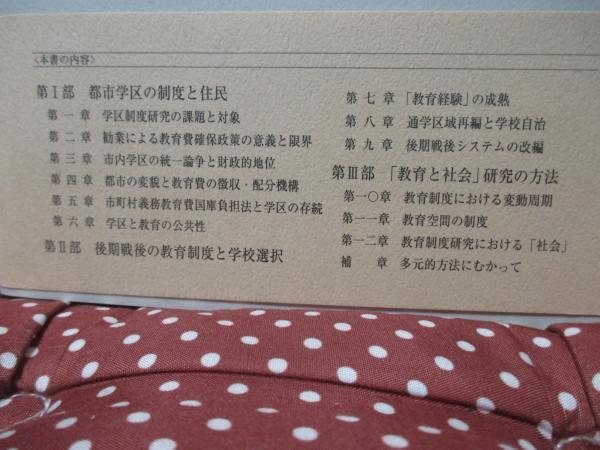 〈本書の内容〉
第Ⅰ部 都市学区の制度と住民
第一章 学区制度研究の課題と対象
第二章 勧業による教育費確保政策の意義と限界
第三章 市内学区の統一論争と財政的地位
第四章 都市の変貌と教育費の徴収・配分機構
第五章 市町村義務教育費国庫負担法と学区の存続
第六章 学区と教育の公共性
第Ⅱ部 後期戦後の教育制度と学校選択
第七章 「教育経験」の成熟
第八章 通学区域再編と学校自治
第九章 後期戦後システムの改編
第Ⅲ部 「教育と社会」研究の方法
第一〇章 教育制度における変動周期
第一一章 教育空間の制度
第一二章 教育制度研究における「社会」
補章 多元的方法にむかって